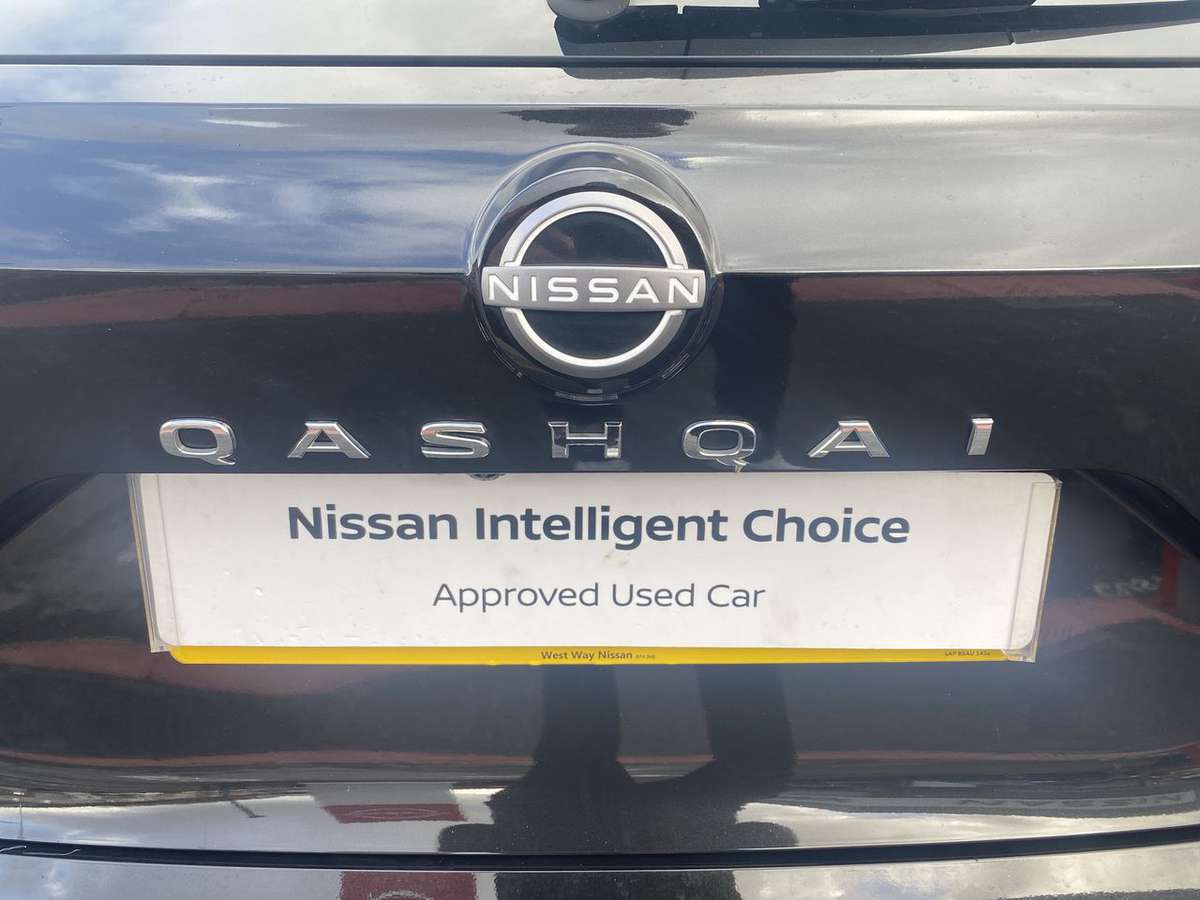 NISSAN
QASHQAI
Nissan Intelligent Choice
Approved Used Car
West Way Nissan